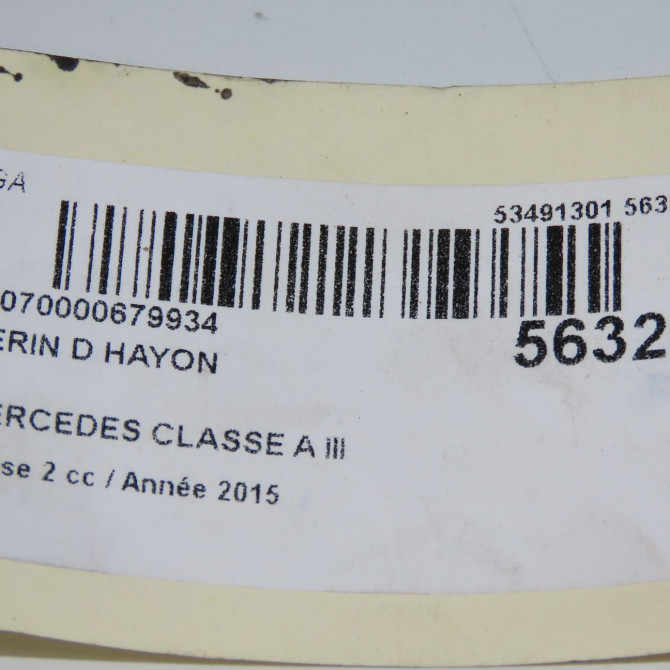 GA
53491301 563
070000679934
5632
ERIN D HAYON
ERCEDES CLASSE A III
se 2 cc / Année 2015